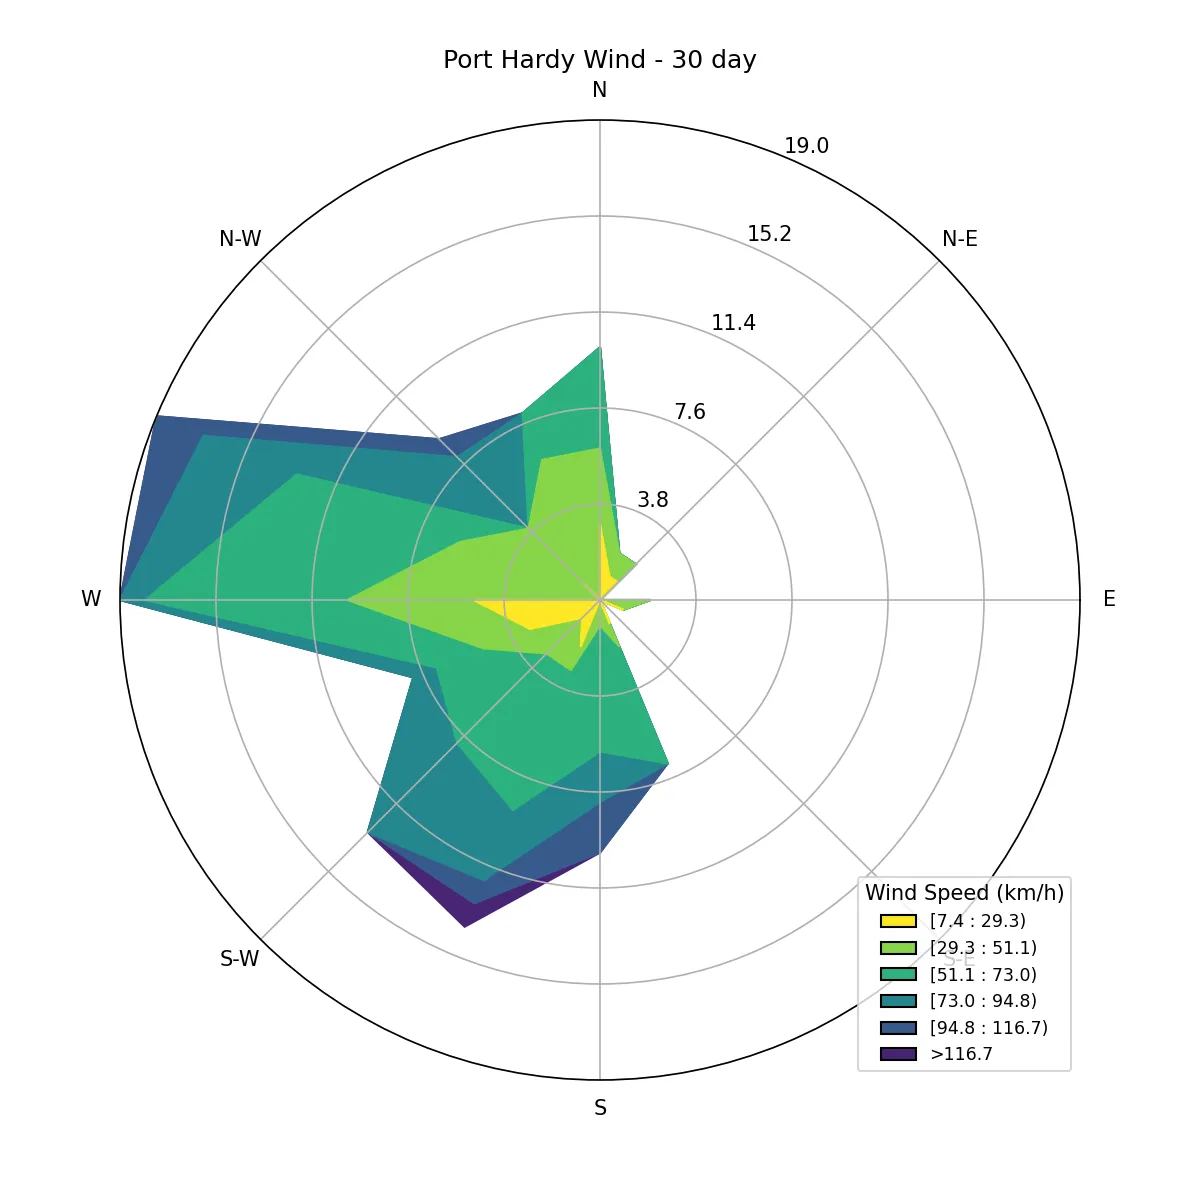 Port Hardy Wind - 30 day
N
19.0
15.2
N-W
N-E
11.4
7.6
3.8
W
E
S-W
S-E
S
Wind Speed (km/h)
[7.4 : 29.3)
[29.3 : 51.1)
[51.1 : 73.0)
[73.0 : 94.8)
[94.8 : 116.7)
>116.7